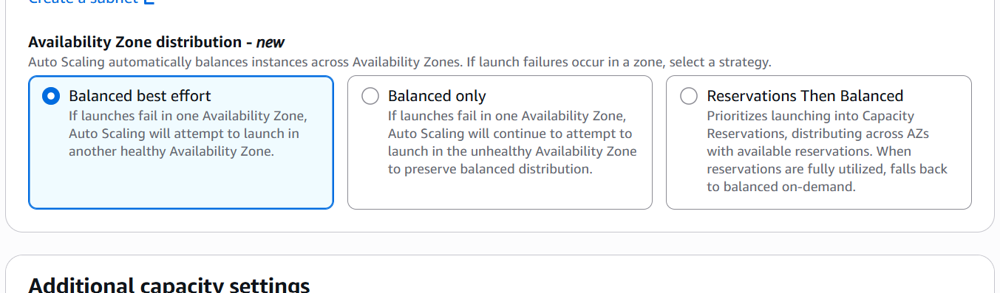 Create a subnet
Availability Zone distribution - new
Auto Scaling automatically balances instances across Availability Zones. If launch failures occur in a zone, select a strategy.
Balanced best effort
If launches fail in one Availability Zone,
Auto Scaling will attempt to launch in
another healthy Availability Zone.
Balanced only
If launches fail in one Availability Zone,
Auto Scaling will continue to attempt to
launch in the unhealthy Availability Zone
to preserve balanced distribution.
Reservations Then Balanced
Prioritizes launching into Capacity
Reservations, distributing across AZs
with available reservations. When
reservations are fully utilized, falls back
to balanced on-demand.
Additional capacity settings